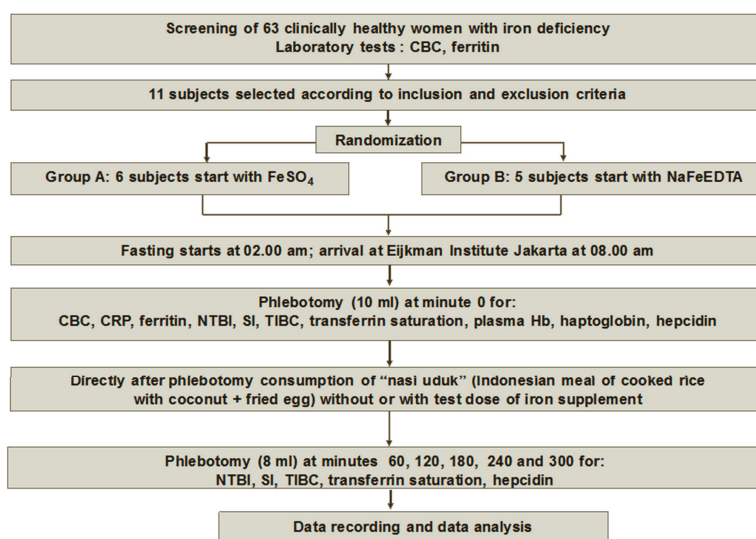 Screening of 63 clinically healthy women with iron deficiency
Laboratory tests : CBC, ferritin
11 subjects selected according to inclusion and exclusion criteria
Randomization
Group A: 6 subjects start with FeSO₄
Group B: 5 subjects start with NaFeEDTA
Fasting starts at 02.00 am; arrival at Eijkman Institute Jakarta at 08.00 am
Phlebotomy (10 ml) at minute 0 for:
CBC, CRP, ferritin, NTBI, SI, TIBC, transferrin saturation, plasma Hb, haptoglobin, hepcidin
Directly after phlebotomy consumption of “nasi uduk” (Indonesian meal of cooked rice
with coconut + fried egg) without or with test dose of iron supplement
Phlebotomy (8 ml) at minutes 60, 120, 180, 240 and 300 for:
NTBI, SI, TIBC, transferrin saturation, hepcidin
Data recording and data analysis